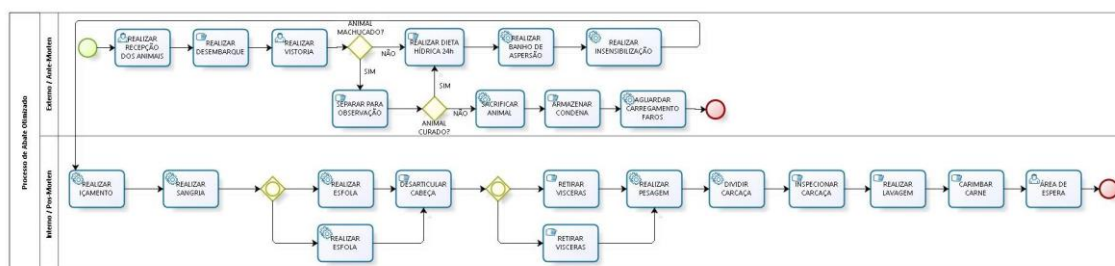 Processo de Abate Otimizado
Externo / Ante-Morten
Interno / Pos-Morten
REALIZAR
RECEPÇÃO
DOS ANIMAIS
REALIZAR
DESEMBARQUE
REALIZAR
VISTORIA
ANIMAL
MACHUCADO?
NÃO
SIM
REALIZAR DIETA
HÍDRICA 24h
REALIZAR
BANHO DE
ASPERSÃO
REALIZAR
INSENSIBILIZAÇÃO
SEPARAR PARA
OBSERVAÇÃO
SIM
ANIMAL
CURADO?
NÃO
SACRIFICAR
ANIMAL
ARMAZENAR
CONDENA
AGUARDAR
CARREGAMENTO
FAROS
REALIZAR
IÇAMENTO
REALIZAR
SANGRIA
REALIZAR
ESFOLA
DESARTICULAR
CABEÇA
RETIRAR
VISCERAS
REALIZAR
PESAGEM
DIVIDIR
CARCAÇA
INSPECIONAR
CARCAÇA
REALIZAR
LAVAGEM
CARIMBAR
CARNE
ÁREA DE
ESPERA
REALIZAR
ESFOLA
RETIRAR
VISCERAS